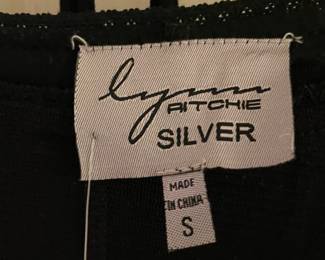 lynn
RITCHIE
SILVER
MADE
IN CHINA
S